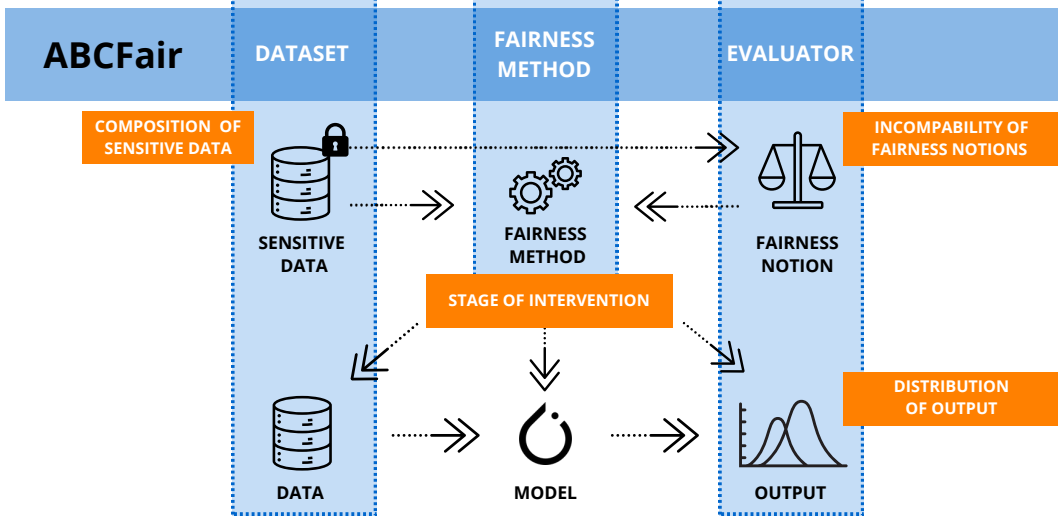 ABCFair
DATASET
FAIRNESS
METHOD
EVALUATOR
COMPOSITION OF
SENSITIVE DATA
INCOMPABILITY OF
FAIRNESS NOTIONS
SENSITIVE
DATA
FAIRNESS
METHOD
FAIRNESS
NOTION
STAGE OF INTERVENTION
DISTRIBUTION
OF OUTPUT
DATA
MODEL
OUTPUT